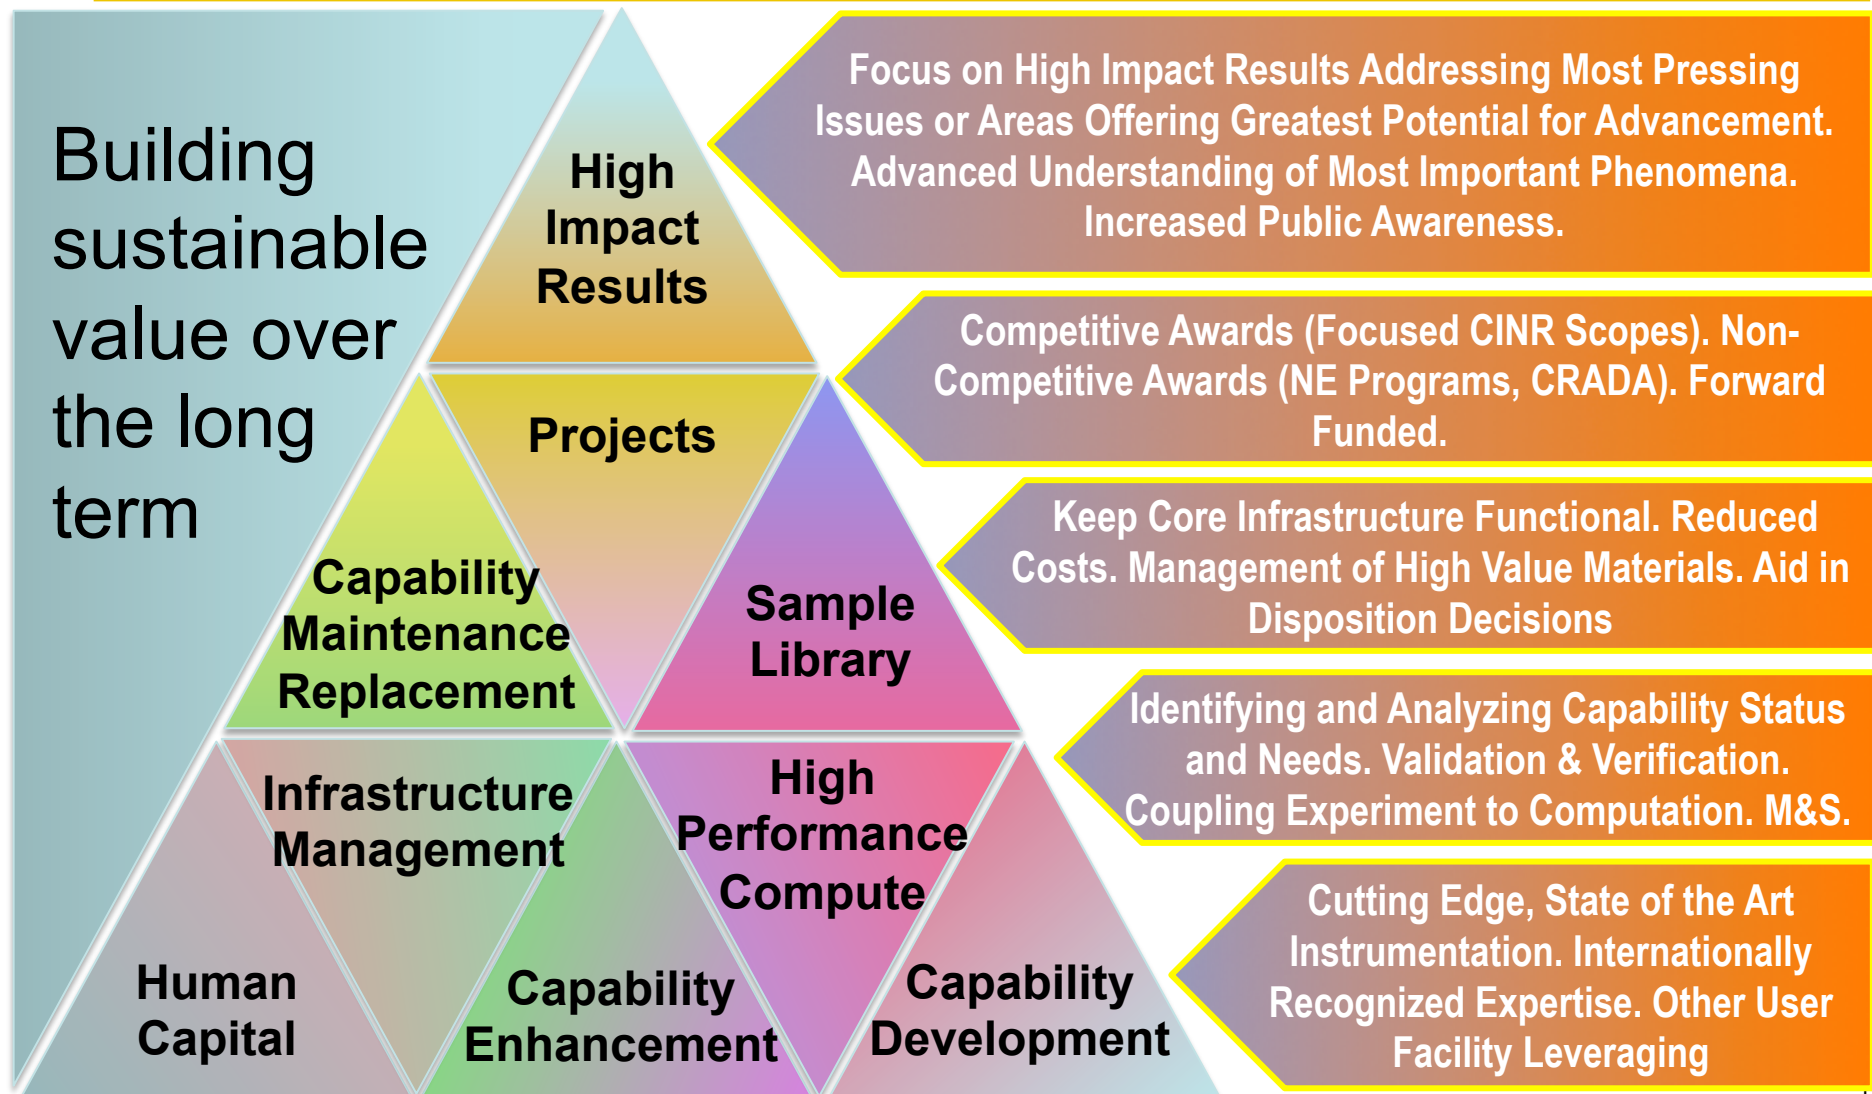 Building
sustainable
value over
the long
term
High
Impact
Results
Projects
Capability
Maintenance
Replacement
Sample
Library
Infrastructure
Management
High
Performance
Compute
Human
Capital
Capability
Enhancement
Capability
Development
Focus on High Impact Results Addressing Most Pressing
Issues or Areas Offering Greatest Potential for Advancement.
Advanced Understanding of Most Important Phenomena.
Increased Public Awareness.
Competitive Awards (Focused CINR Scopes). Non-
Competitive Awards (NE Programs, CRADA). Forward
Funded.
Keep Core Infrastructure Functional. Reduced
Costs. Management of High Value Materials. Aid in
Disposition Decisions
Identifying and Analyzing Capability Status
and Needs. Validation & Verification.
Coupling Experiment to Computation. M&S.
Cutting Edge, State of the Art
Instrumentation. Internationally
Recognized Expertise. Other User
Facility Leveraging